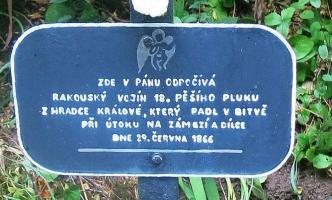 ZDE V PÁNU ODPOČÍVÁ
RAKOUSKÝ VOJÍN 18. PĚŠÍHO PLUKU
Z HRADCE KRÁLOVÉ, KTERÝ PADL V BITVĚ
PŘI ÚTOKU NA ZÁMEZÍ A DÍLCE
DNE 29. ČERVNA 1866